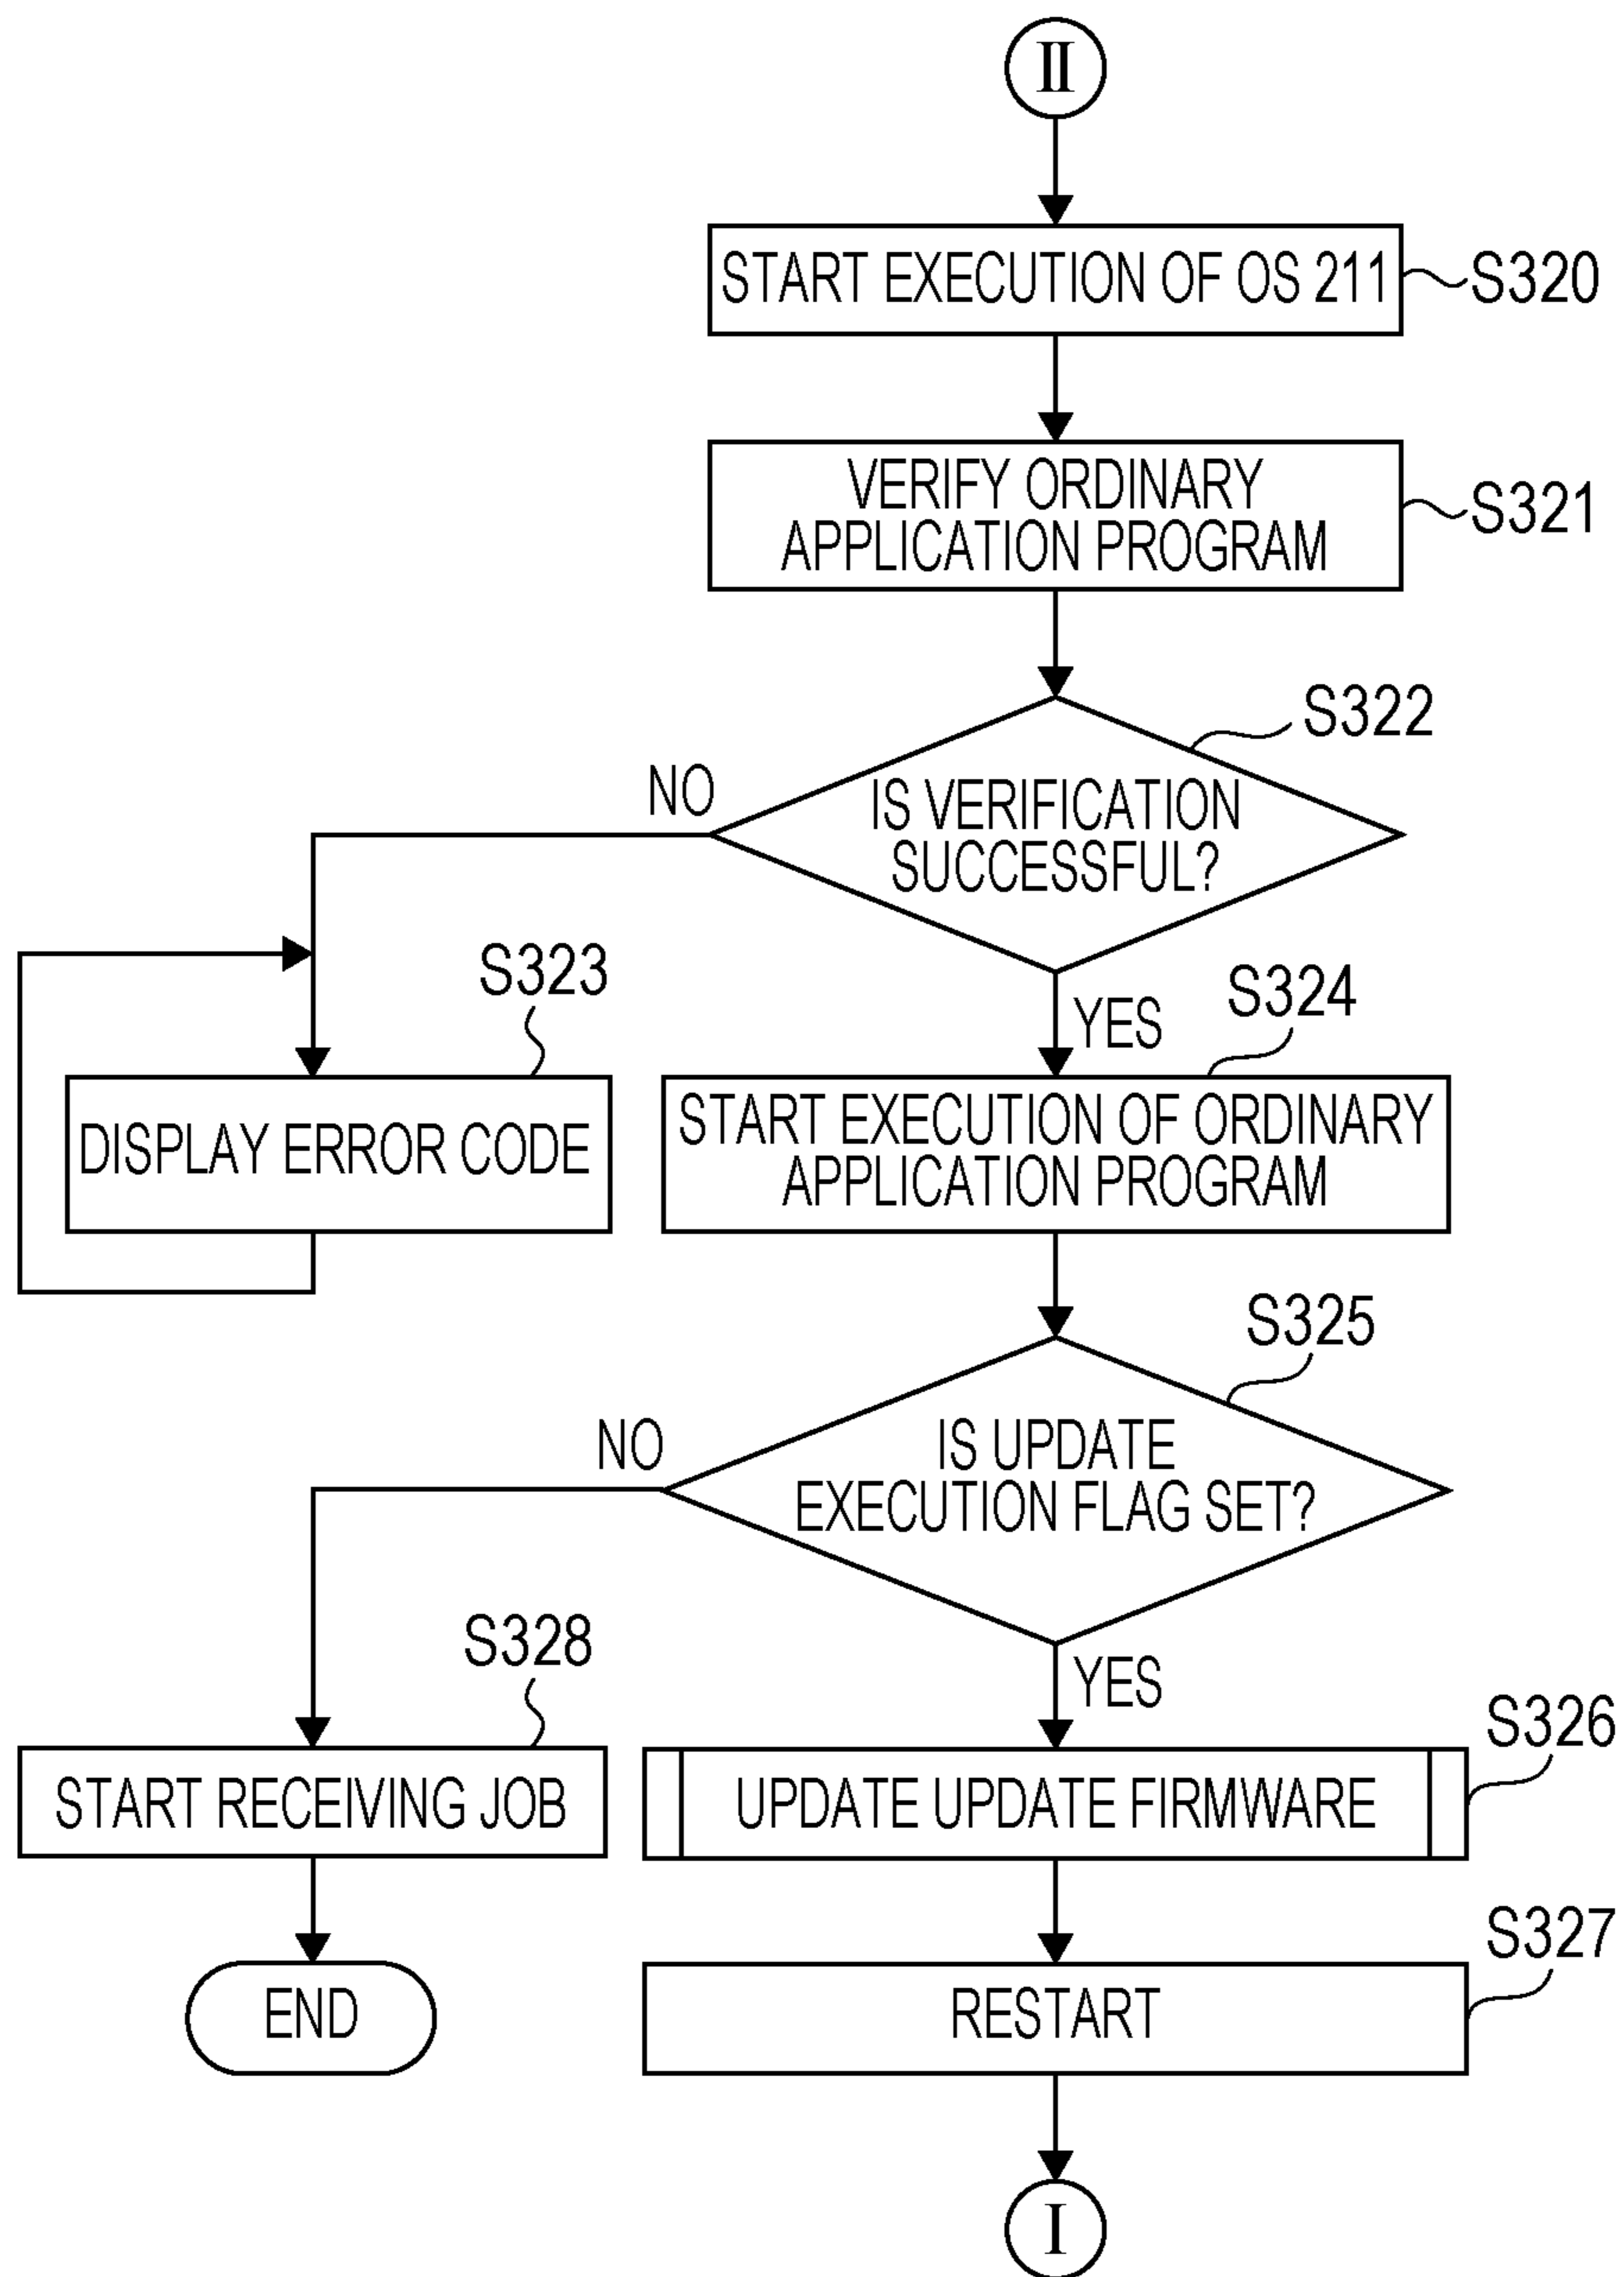 II
START EXECUTION OF OS 211
S320
VERIFY ORDINARY
APPLICATION PROGRAM
S321
S322
NO
IS VERIFICATION
SUCCESSFUL?
S323
YES
S324
DISPLAY ERROR CODE
START EXECUTION OF ORDINARY
APPLICATION PROGRAM
S325
NO
IS UPDATE
EXECUTION FLAG SET?
S328
YES
S326
START RECEIVING JOB
UPDATE UPDATE FIRMWARE
S327
END
RESTART
I